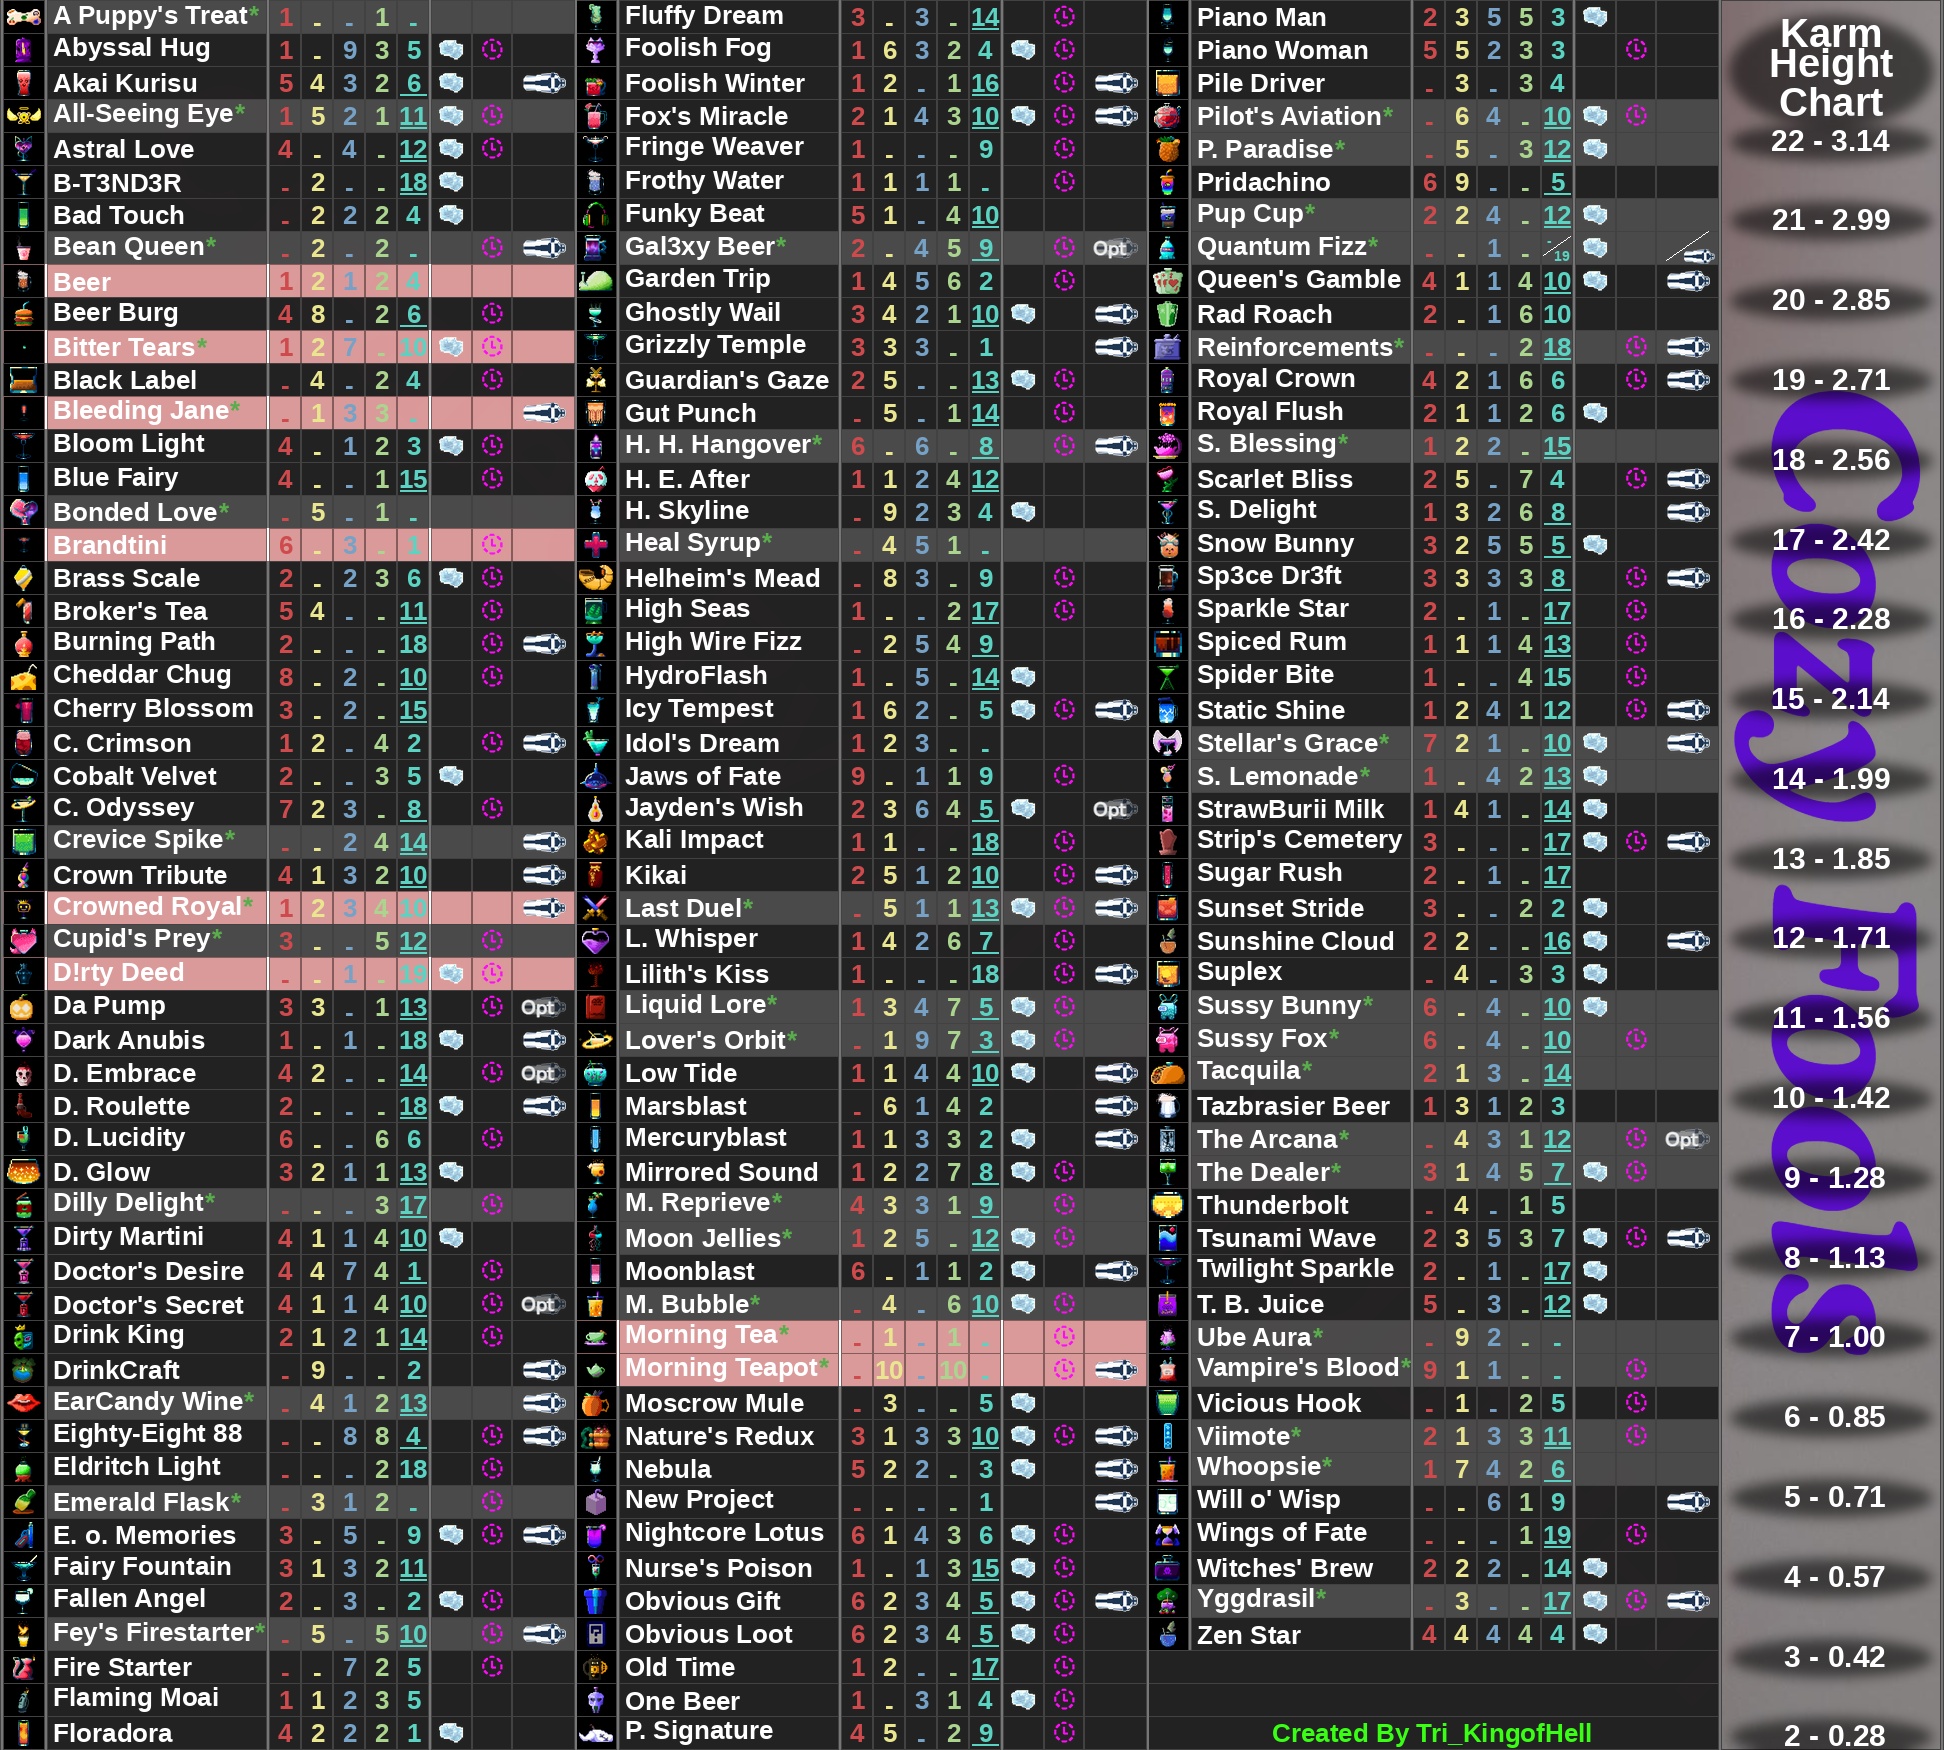 A Puppy's Treat* 1 - - 1 -
Abyssal Hug 1 - 9 3 5
Akai Kurisu 5 4 3 2 6
All-Seeing Eye* 1 5 2 1 11
Astral Love 4 - 4 - 12
B-T3ND3R - 2 - - 18
Bad Touch - 2 2 2 4
Bean Queen* - 2 - 2 -
Beer 1 2 1 2 4
Beer Burg 4 8 - 2 6
Bitter Tears* 1 2 7 - 10
Black Label - 4 - 2 4
Bleeding Jane* - 1 3 3 -
Bloom Light 4 - 1 2 3
Blue Fairy 4 - - 1 15
Bonded Love* - 5 - 1 -
Brandtini 6 - 3 - 1
Brass Scale 2 - 2 3 6
Broker's Tea 5 4 - - 11
Burning Path 2 - - - 18
Cheddar Chug 8 - 2 - 10
Cherry Blossom 3 - 2 - 15
C. Crimson 1 2 - 4 2
Cobalt Velvet 2 - - 3 5
C. Odyssey 7 2 3 - 8
Crevice Spike* - - 2 4 14
Crown Tribute 4 1 3 2 10
Crowned Royal* 1 2 3 4 10
Cupid's Prey* 3 - - 5 12
D!rty Deed - - 1 - 19
Da Pump 3 3 - 1 13 Opt
Dark Anubis 1 - 1 - 18
D. Embrace 4 2 - - 14 Opt
D. Roulette 2 - - - 18
D. Lucidity 6 - - 6 6
D. Glow 3 2 1 1 13
Dilly Delight* - - - 3 17
Dirty Martini 4 1 1 4 10
Doctor's Desire 4 4 7 4 1
Doctor's Secret 4 1 1 4 10 Opt
Drink King 2 1 2 1 14
DrinkCraft - 9 - - 2
EarCandy Wine* - 4 1 2 13
Eighty-Eight 88 - - 8 8 4
Eldritch Light - - - 2 18
Emerald Flask* - 3 1 2 -
E. o. Memories 3 - 5 - 9
Fairy Fountain 3 1 3 2 11
Fallen Angel 2 - 3 - 2
Fey's Firestarter* - 5 - 5 10
Fire Starter - - 7 2 5
Flaming Moai 1 1 2 3 5
Floradora 4 2 2 2 1
Fluffy Dream 3 - 3 - 14
Foolish Fog 1 6 3 2 4
Foolish Winter 1 2 - 1 16
Fox's Miracle 2 1 4 3 10
Fringe Weaver 1 - - - 9
Frothy Water 1 1 1 1 -
Funky Beat 5 1 - 4 10
Gal3xy Beer* 2 - 4 5 9 Opt
Garden Trip 1 4 5 6 2
Ghostly Wail 3 4 2 1 10
Grizzly Temple 3 3 3 - 1
Guardian's Gaze 2 5 - - 13
Gut Punch - 5 - 1 14
H. H. Hangover* 6 - 6 - 8
H. E. After 1 1 2 4 12
H. Skyline - 9 2 3 4
Heal Syrup* - 4 5 1 -
Helheim's Mead - 8 3 - 9
High Seas 1 - - 2 17
High Wire Fizz - 2 5 4 9
HydroFlash 1 - 5 - 14
Icy Tempest 1 6 2 - 5
Idol's Dream 1 2 3 - -
Jaws of Fate 9 - 1 1 9
Jayden's Wish 2 3 6 4 5 Opt
Kali Impact 1 1 - - 18
Kikai 2 5 1 2 10
Last Duel* - 5 1 1 13
L. Whisper 1 4 2 6 7
Lilith's Kiss 1 - - - 18
Liquid Lore* 1 3 4 7 5
Lover's Orbit* - 1 9 7 3
Low Tide 1 1 4 4 10
Marsblast - 6 1 4 2
Mercuryblast 1 1 3 3 2
Mirrored Sound 1 2 2 7 8
M. Reprieve* 4 3 3 1 9
Moon Jellies* 1 2 5 - 12
Moonblast 6 - 1 1 2
M. Bubble* - 4 - 6 10
Morning Tea* - 1 - 1 -
Morning Teapot* - 10 - 10 -
Moscrow Mule - 3 - - 5
Nature's Redux 3 1 3 3 10
Nebula 5 2 2 - 3
New Project - - - - 1
Nightcore Lotus 6 1 4 3 6
Nurse's Poison 1 - 1 3 15
Obvious Gift 6 2 3 4 5
Obvious Loot 6 2 3 4 5
Old Time 1 2 - - 17
One Beer 1 - 3 1 4
P. Signature 4 5 - 2 9
Piano Man 2 3 5 5 3
Piano Woman 5 5 2 3 3
Pile Driver - 3 - 3 4
Pilot's Aviation* - 6 4 - 10
P. Paradise* - 5 - 3 12
Pridachino 6 9 - - 5
Pup Cup* 2 2 4 - 12
Quantum Fizz* - - 1 - -/19
Queen's Gamble 4 1 1 4 10
Rad Roach 2 - 1 6 10
Reinforcements* - - - 2 18
Royal Crown 4 2 1 6 6
Royal Flush 2 1 1 2 6
S. Blessing* 1 2 2 - 15
Scarlet Bliss 2 5 - 7 4
S. Delight 1 3 2 6 8
Snow Bunny 3 2 5 5 5
Sp3ce Dr3ft 3 3 3 3 8
Sparkle Star 2 - 1 - 17
Spiced Rum 1 1 1 4 13
Spider Bite 1 - - 4 15
Static Shine 1 2 4 1 12
Stellar's Grace* 7 2 1 - 10
S. Lemonade* 1 - 4 2 13
StrawBurii Milk 1 4 1 - 14
Strip's Cemetery 3 - - - 17
Sugar Rush 2 - 1 - 17
Sunset Stride 3 - - 2 2
Sunshine Cloud 2 2 - - 16
Suplex - 4 - 3 3
Sussy Bunny* 6 - 4 - 10
Sussy Fox* 6 - 4 - 10
Tacquila* 2 1 3 - 14
Tazbrasier Beer 1 3 1 2 3
The Arcana* - 4 3 1 12 Opt
The Dealer* 3 1 4 5 7
Thunderbolt - 4 - 1 5
Tsunami Wave 2 3 5 3 7
Twilight Sparkle 2 - 1 - 17
T. B. Juice 5 - 3 - 12
Ube Aura* - 9 2 - -
Vampire's Blood* 9 1 1 - -
Vicious Hook - 1 - 2 5
Viimote* 2 1 3 3 11
Whoopsie* 1 7 4 2 6
Will o' Wisp - - 6 1 9
Wings of Fate - - - 1 19
Witches' Brew 2 2 2 - 14
Yggdrasil* - 3 - - 17
Zen Star 4 4 4 4 4
Created By Tri_KingofHell
Karm
Height
Chart
22 - 3.14
21 - 2.99
20 - 2.85
19 - 2.71
18 - 2.56
17 - 2.42
16 - 2.28
15 - 2.14
14 - 1.99
13 - 1.85
12 - 1.71
11 - 1.56
10 - 1.42
9 - 1.28
8 - 1.13
7 - 1.00
6 - 0.85
5 - 0.71
4 - 0.57
3 - 0.42
2 - 0.28
Cozy Fools